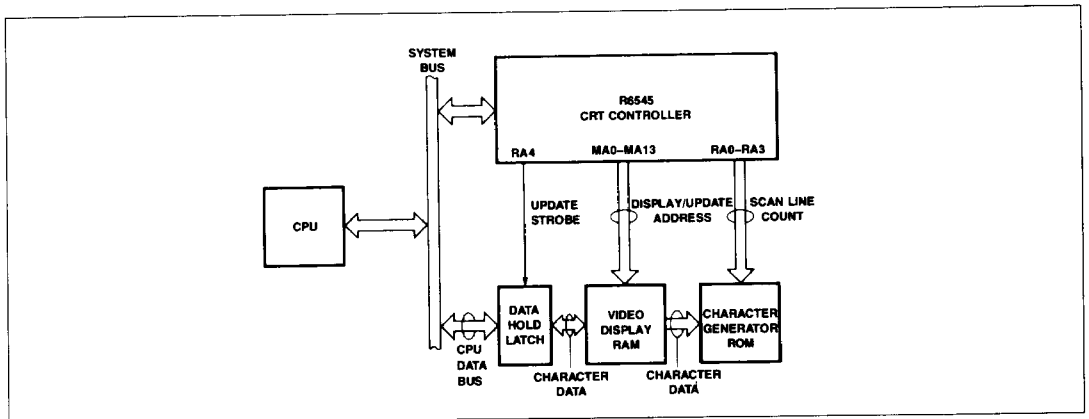 SYSTEM
BUS
R6545
CRT CONTROLLER
RA4
MA0–MA13
RA0–RA3
CPU
UPDATE
STROBE
DISPLAY/UPDATE
ADDRESS
SCAN LINE
COUNT
DATA
HOLD
LATCH
VIDEO
DISPLAY
RAM
CHARACTER
GENERATOR
ROM
CPU
DATA
BUS
CHARACTER
DATA
CHARACTER
DATA